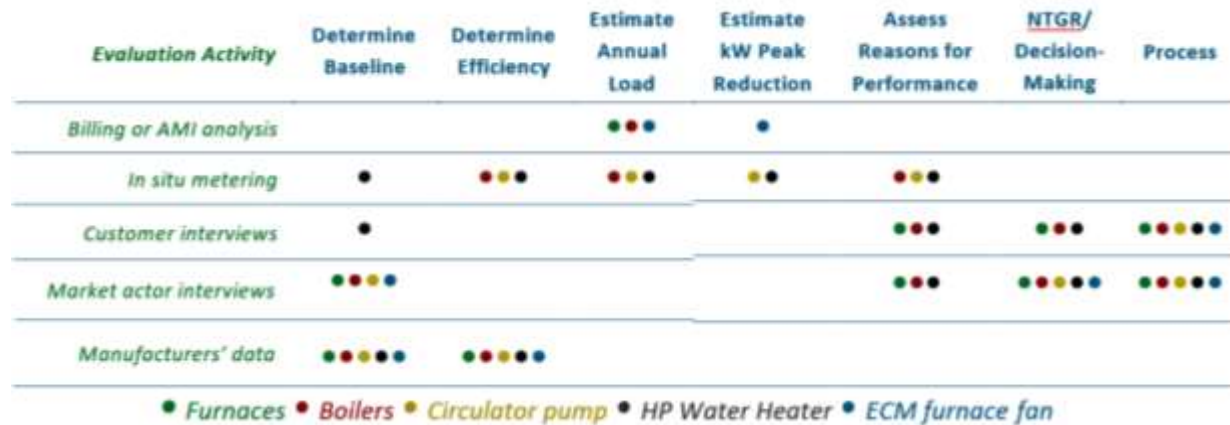 Evaluation Activity
Determine Baseline
Determine Efficiency
Estimate Annual Load
Estimate kW Peak Reduction
Assess Reasons for Performance
NTGR/ Decision-Making
Process
Billing or AMI analysis
In situ metering
Customer interviews
Market actor interviews
Manufacturers' data
• Furnaces • Boilers • Circulator pump • HP Water Heater • ECM furnace fan